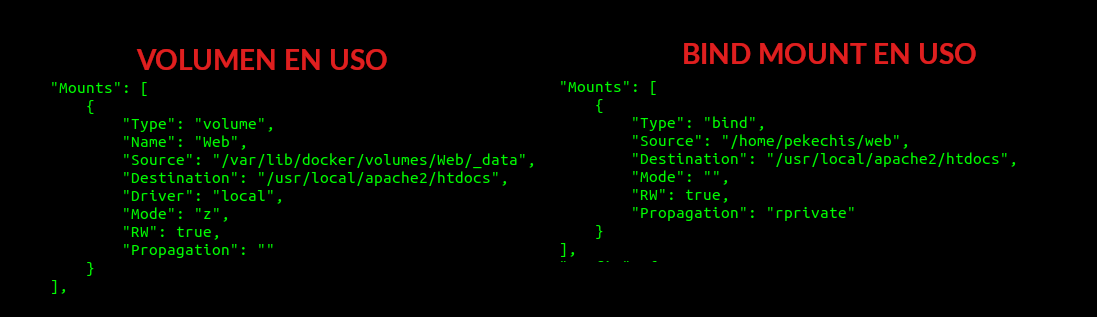 VOLUMEN EN USO
"Mounts": [
    {
        "Type": "volume",
        "Name": "Web",
        "Source": "/var/lib/docker/volumes/Web/_data",
        "Destination": "/usr/local/apache2/htdocs",
        "Driver": "local",
        "Mode": "z",
        "RW": true,
        "Propagation": ""
    }
],
BIND MOUNT EN USO
"Mounts": [
    {
        "Type": "bind",
        "Source": "/home/pekechis/web",
        "Destination": "/usr/local/apache2/htdocs",
        "Mode": "",
        "RW": true,
        "Propagation": "rprivate"
    }
],